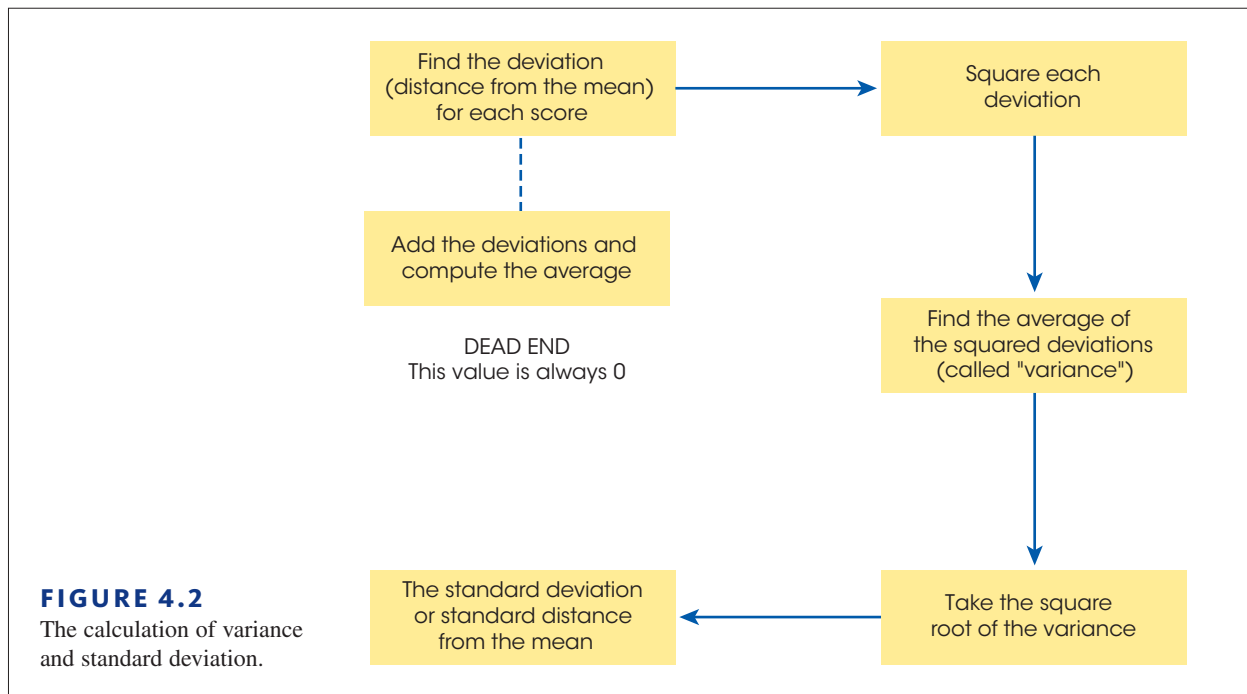 Find the deviation
(distance from the mean)
for each score
Square each
deviation
Add the deviations and
compute the average
DEAD END
This value is always 0
Find the average of
the squared deviations
(called "variance")
Take the square
root of the variance
The standard deviation
or standard distance
from the mean
FIGURE 4.2
The calculation of variance
and standard deviation.